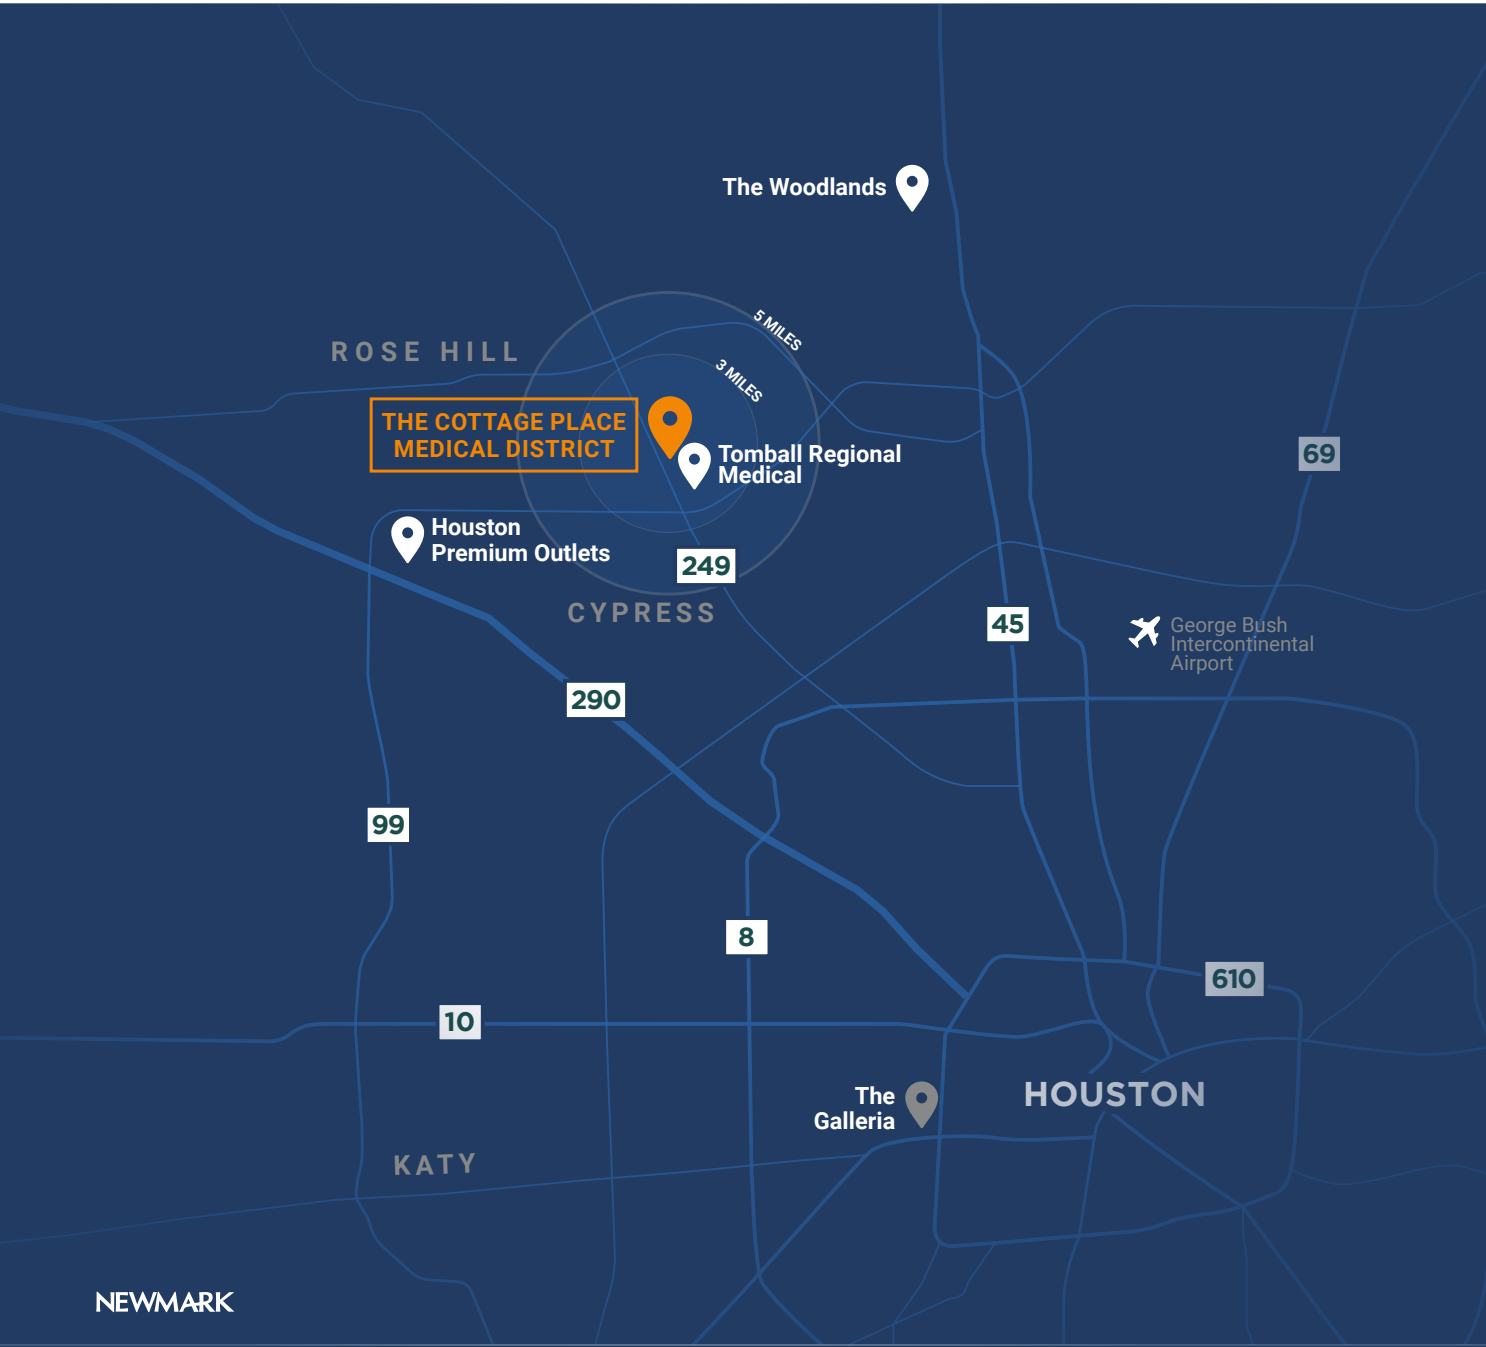 The Woodlands
5 MILES
3 MILES
ROSE HILL
THE COTTAGE PLACE
MEDICAL DISTRICT
Tomball Regional
Medical
69
Houston
Premium Outlets
249
CYPRESS
45
George Bush
Intercontinental
Airport
290
99
8
610
10
The
Galleria
HOUSTON
KATY
NEWMARK